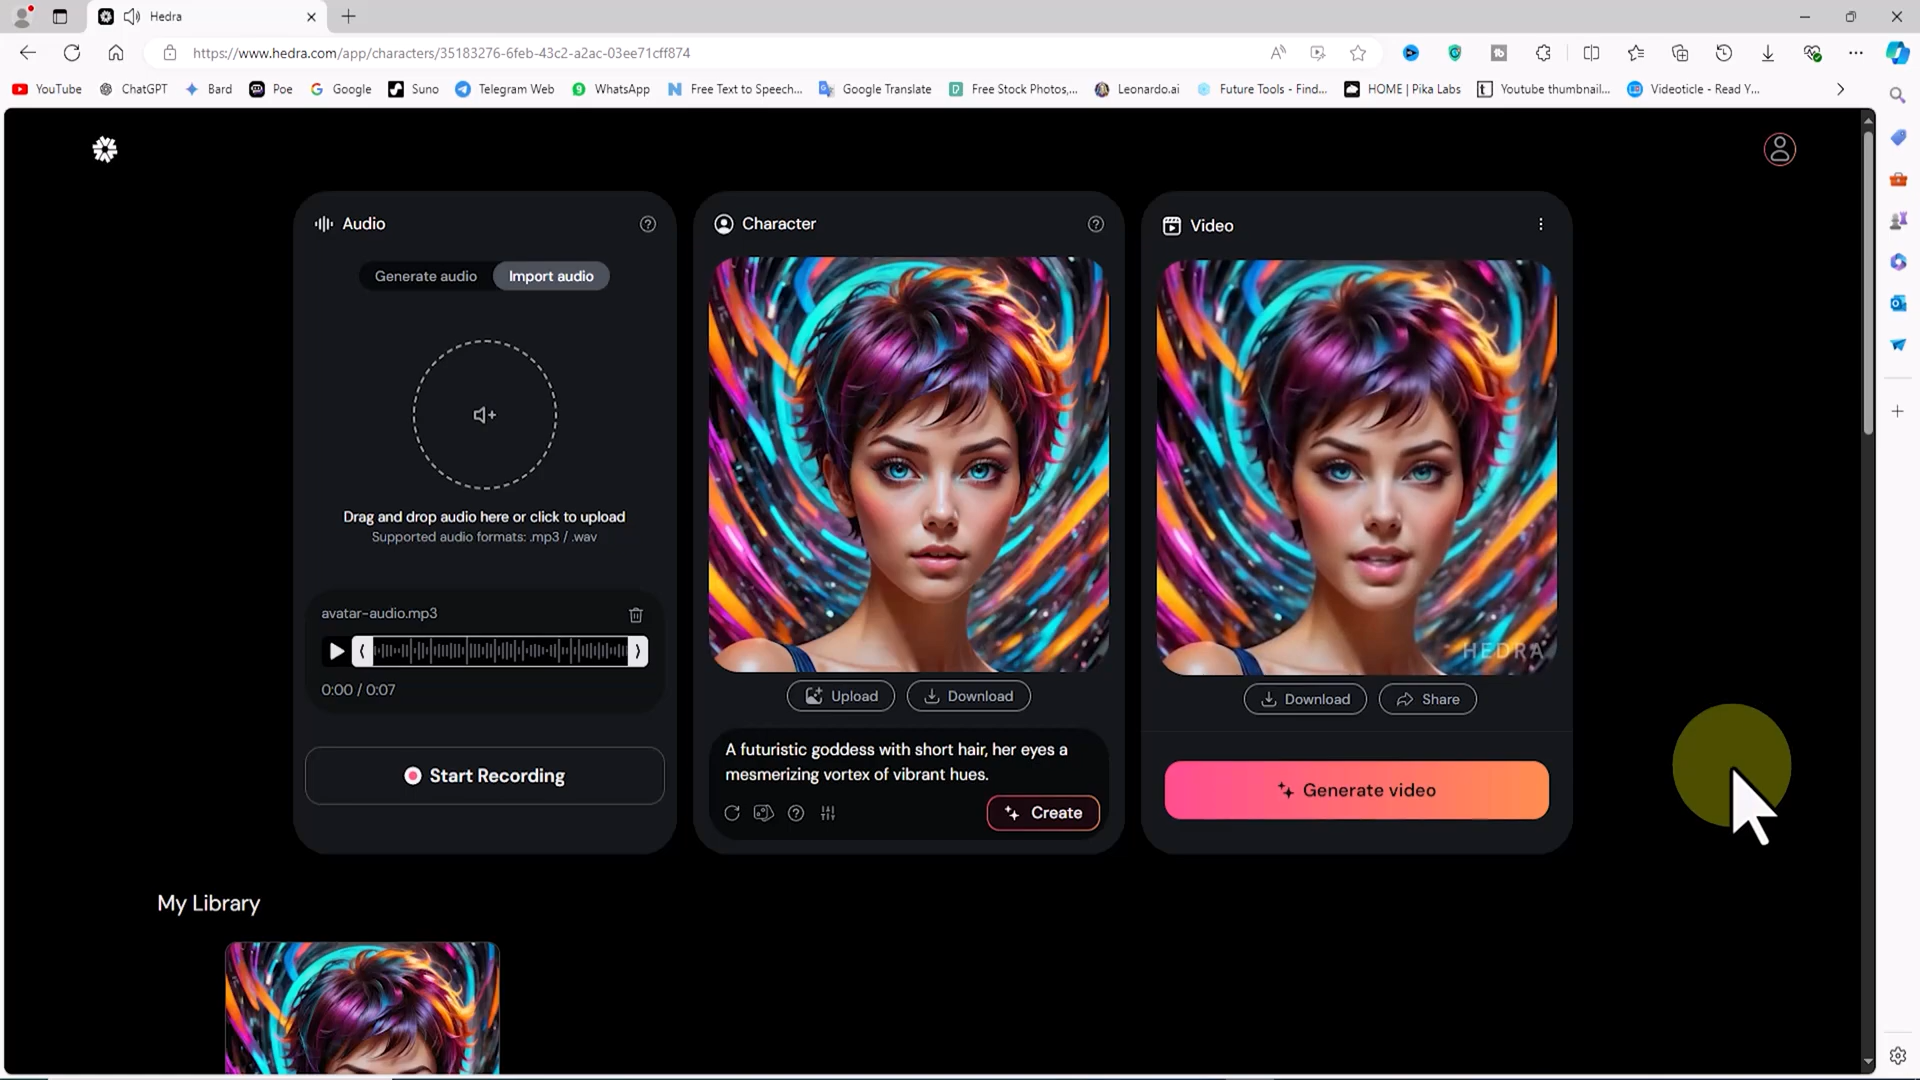 Hedra
https://www.hedra.com/app/characters/35183276-6feb-43c2-a2ac-03ee71cff874
YouTube ChatGPT Bard Poe Google Suno Telegram Web WhatsApp Free Text to Speech... Google Translate Free Stock Photos,... Leonardo.ai Future Tools - Find... HOME | Pika Labs Youtube thumbnail... Videoticle - Read Y...
Audio
Generate audio Import audio
Drag and drop audio here or click to upload
Supported audio formats: .mp3 / .wav
avatar-audio.mp3
0:00 / 0:07
Start Recording
Character
Upload Download
A futuristic goddess with short hair, her eyes a
mesmerizing vortex of vibrant hues.
Create
Video
HEDRA
Download Share
Generate video
My Library